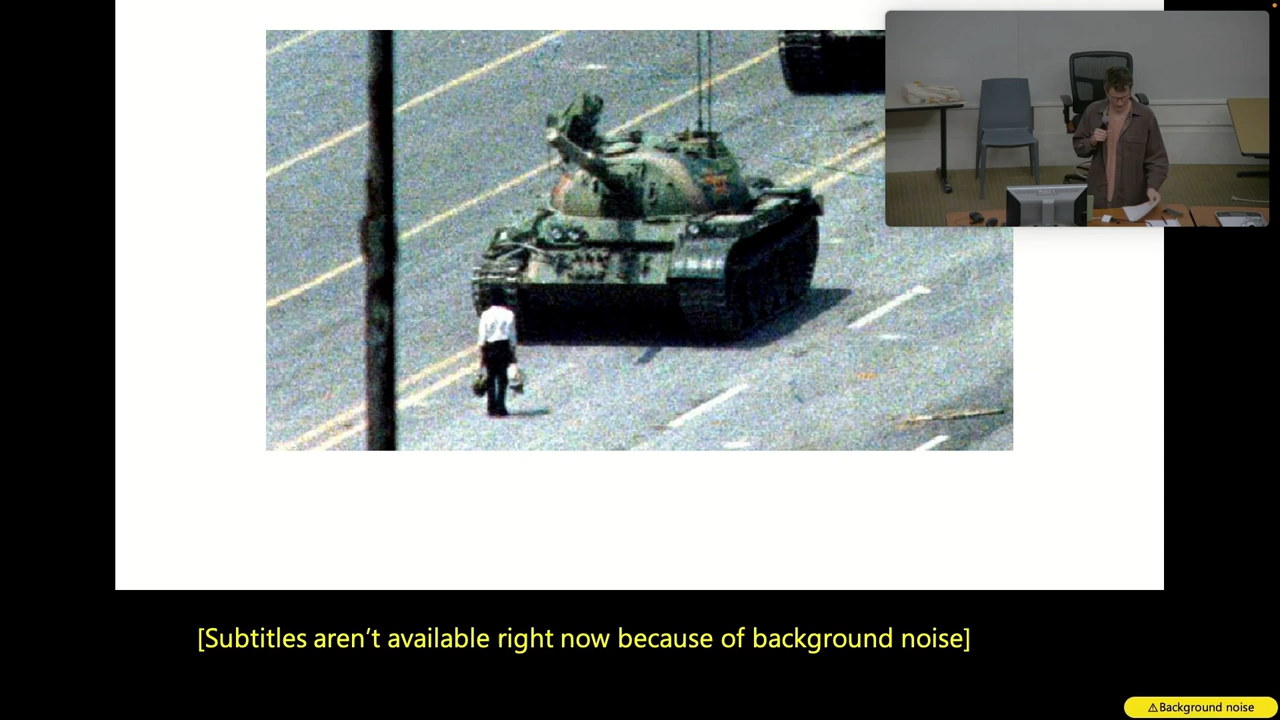 [Subtitles aren’t available right now because of background noise]
⚠Background noise